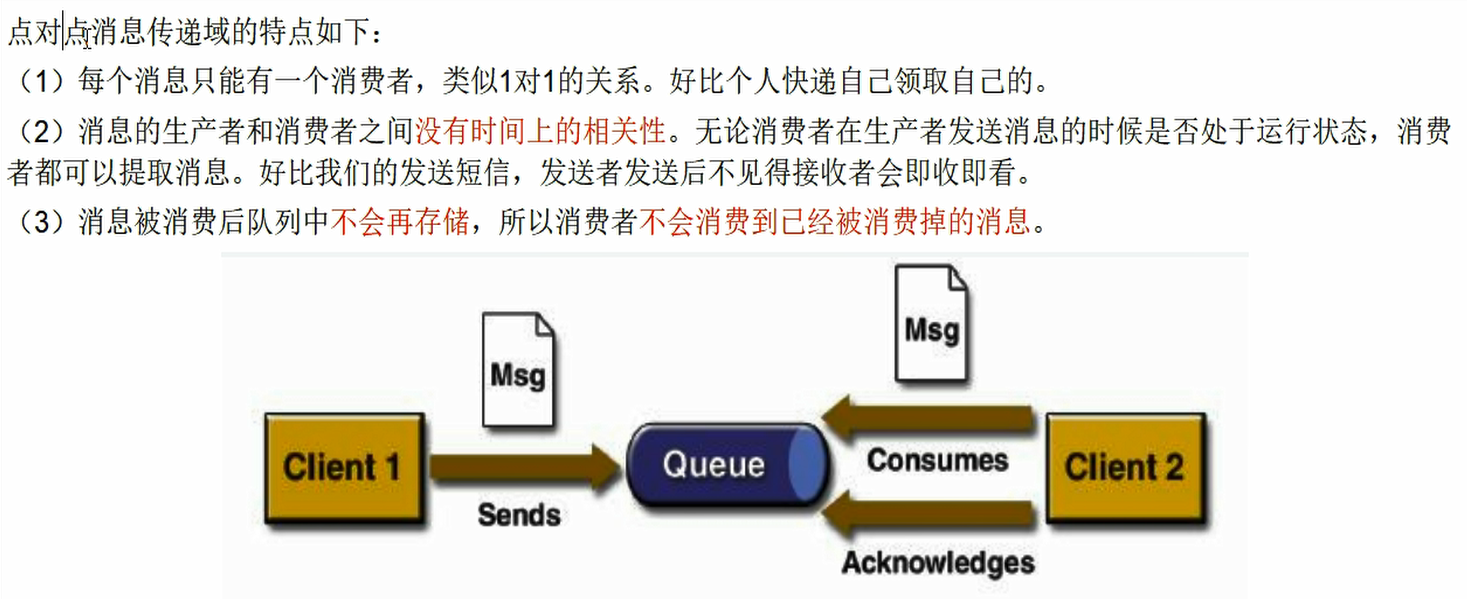 点对点消息传递域的特点如下：
（1）每个消息只能有一个消费者，类似1对1的关系。好比个人快递自己领取自己的。
（2）消息的生产者和消费者之间没有时间上的相关性。无论消费者在生产者发送消息的时候是否处于运行状态，消费
者都可以提取消息。好比我们的发送短信，发送者发送后不见得接收者会即收即看。
（3）消息被消费后队列中不会再存储，所以消费者不会消费到已经被消费掉的消息。
Msg
Msg
Client 1
Queue
Consumes
Client 2
Sends
Acknowledges